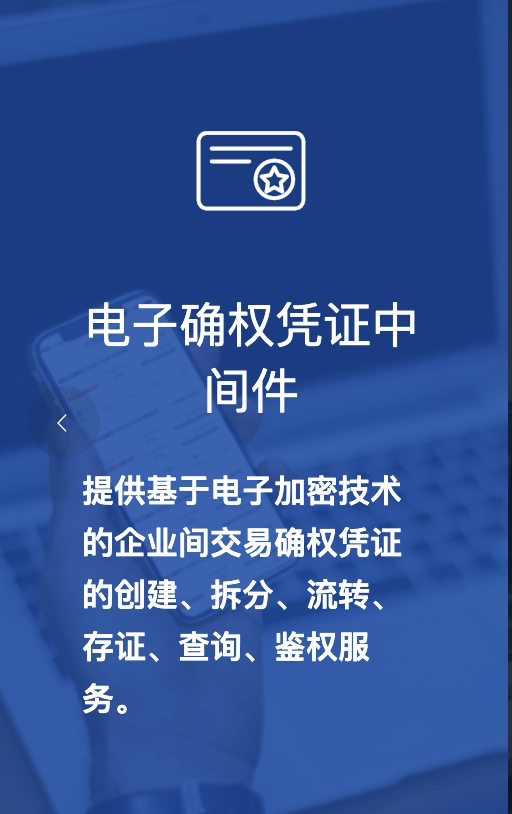 电子确权凭证中
间件
提供基于电子加密技术
的企业间交易确权凭证
的创建、拆分、流转、
存证、查询、鉴权服
务。